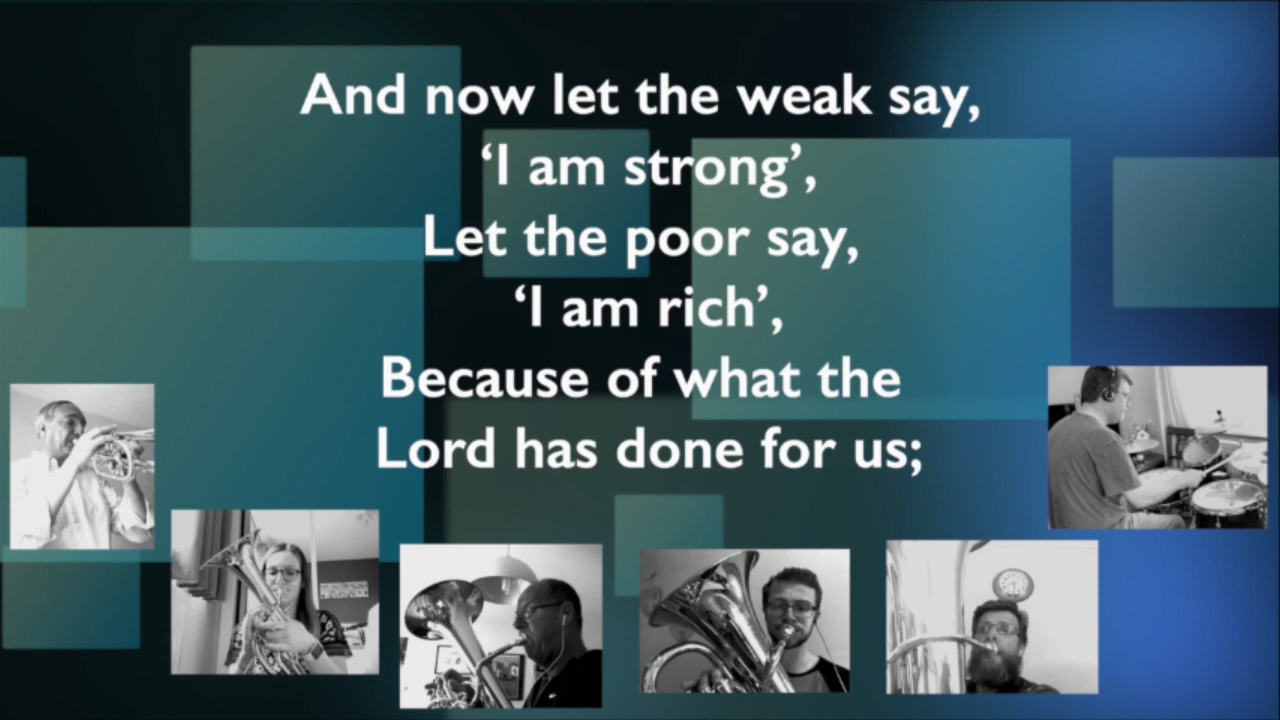 And now let the weak say,
‘I am strong’,
Let the poor say,
‘I am rich’,
Because of what the
Lord has done for us;